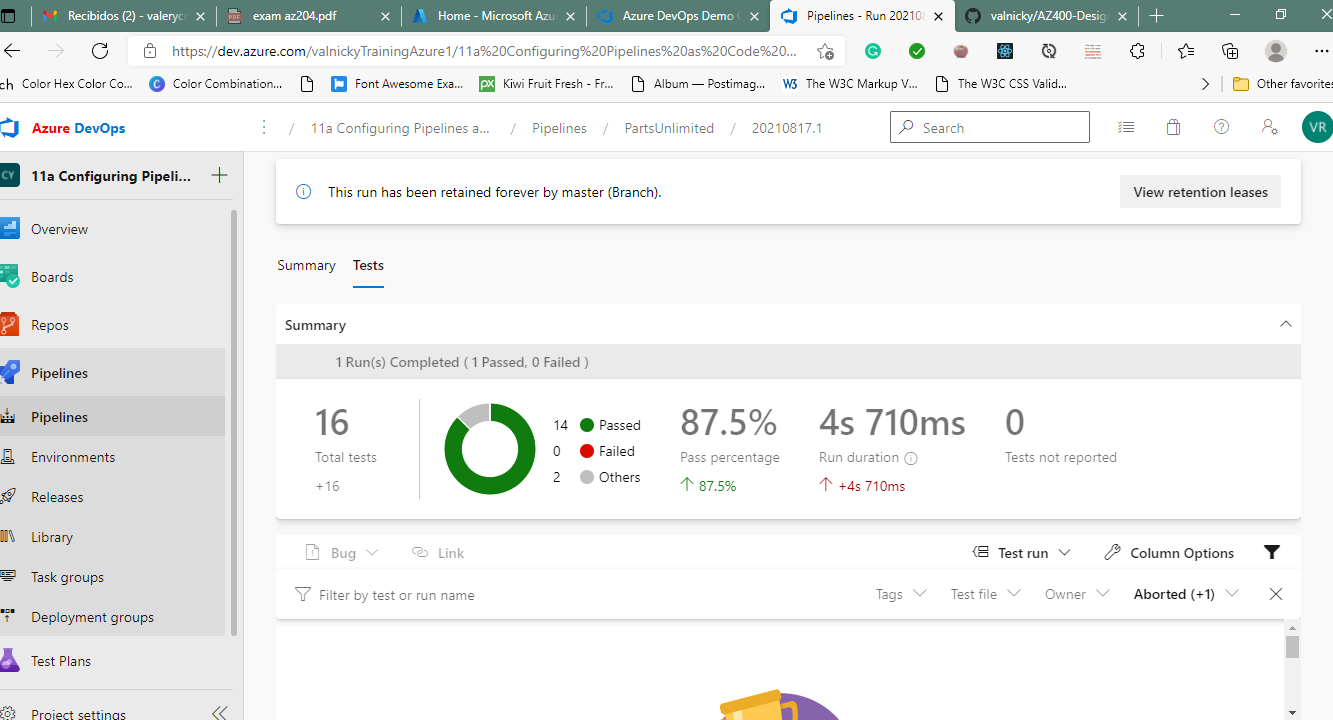 Recibidos (2) - valeryc
exam az204.pdf
Home - Microsoft Azu
Azure DevOps Demo G
Pipelines - Run 20210
valnicky/AZ400-Design
https://dev.azure.com/valnickyTrainingAzure1/11a%20Configuring%20Pipelines%20as%20Code%20...
ch
Color Hex Color Co...
Color Combination...
Font Awesome Exa...
Kiwi Fruit Fresh - Fr...
Album — Postimag...
The W3C Markup V...
The W3C CSS Valid...
Other favorites
Azure DevOps
/ 11a Configuring Pipelines a... / Pipelines / PartsUnlimited / 20210817.1
Search
VR
CY
11a Configuring Pipeli...
Overview
Boards
Repos
Pipelines
Pipelines
Environments
Releases
Library
Task groups
Deployment groups
Test Plans
Project settings
This run has been retained forever by master (Branch).
View retention leases
Summary
Tests
Summary
1 Run(s) Completed ( 1 Passed, 0 Failed )
16
Total tests
+16
14 Passed
0 Failed
2 Others
87.5%
Pass percentage
87.5%
4s 710ms
Run duration
+4s 710ms
0
Tests not reported
Bug
Link
Test run
Column Options
Filter by test or run name
Tags
Test file
Owner
Aborted (+1)